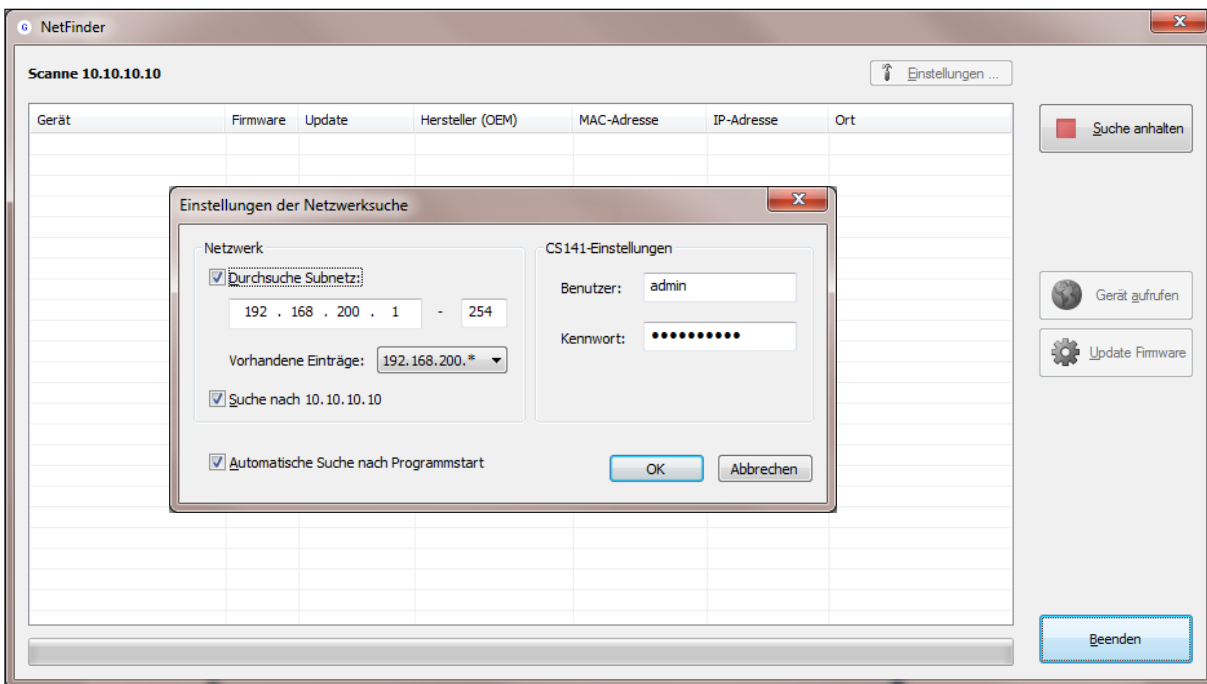 NetFinder
Scanne 10.10.10.10
Einstellungen ...
Gerät Firmware Update Hersteller (OEM) MAC-Adresse IP-Adresse Ort
Suche anhalten
Einstellungen der Netzwerksuche
Netzwerk
Durchsuche Subnetz:
192 . 168 . 200 . 1 - 254
Vorhandene Einträge: 192.168.200.*
Suche nach 10.10.10.10
CS141-Einstellungen
Benutzer: admin
Kennwort: ●●●●●●●●●●
Automatische Suche nach Programmstart
OK
Abbrechen
Gerät aufrufen
Update Firmware
Beenden